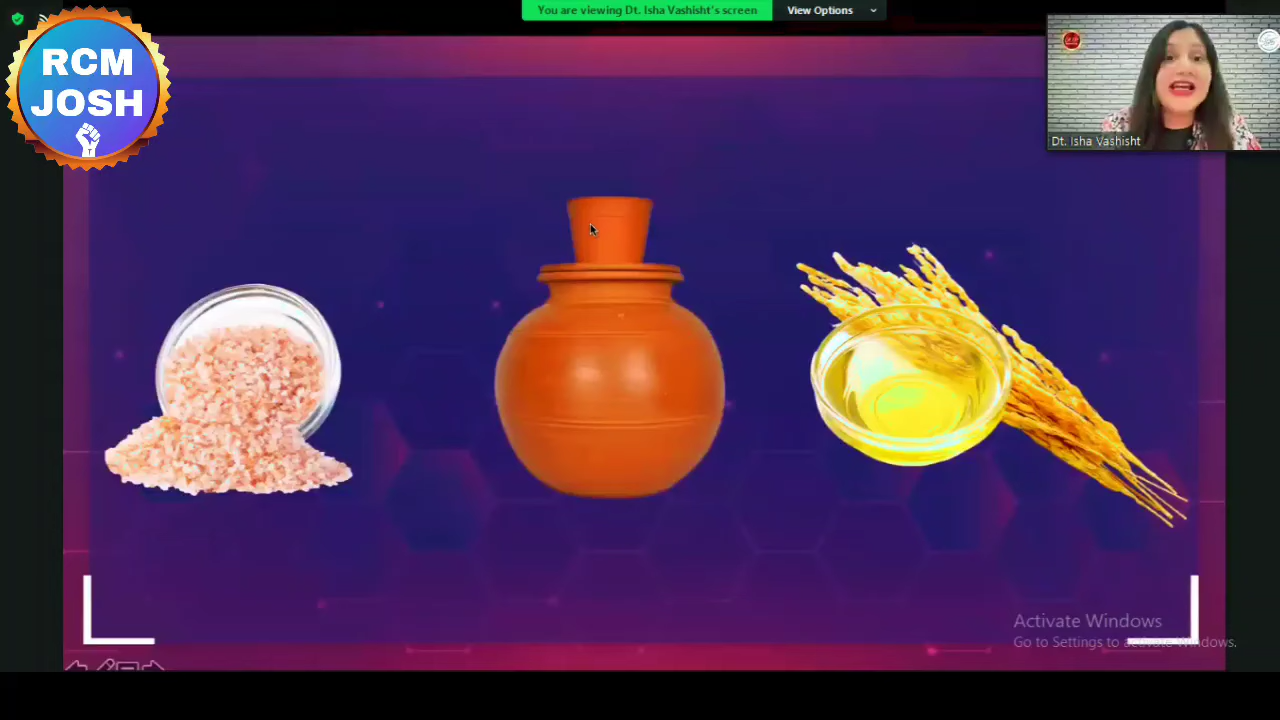 You are viewing Dt. Isha Vashisht's screen
View Options
RCM
JOSH
Dt. Isha Vashisht
Activate Windows
Go to Settings to activate Windows.